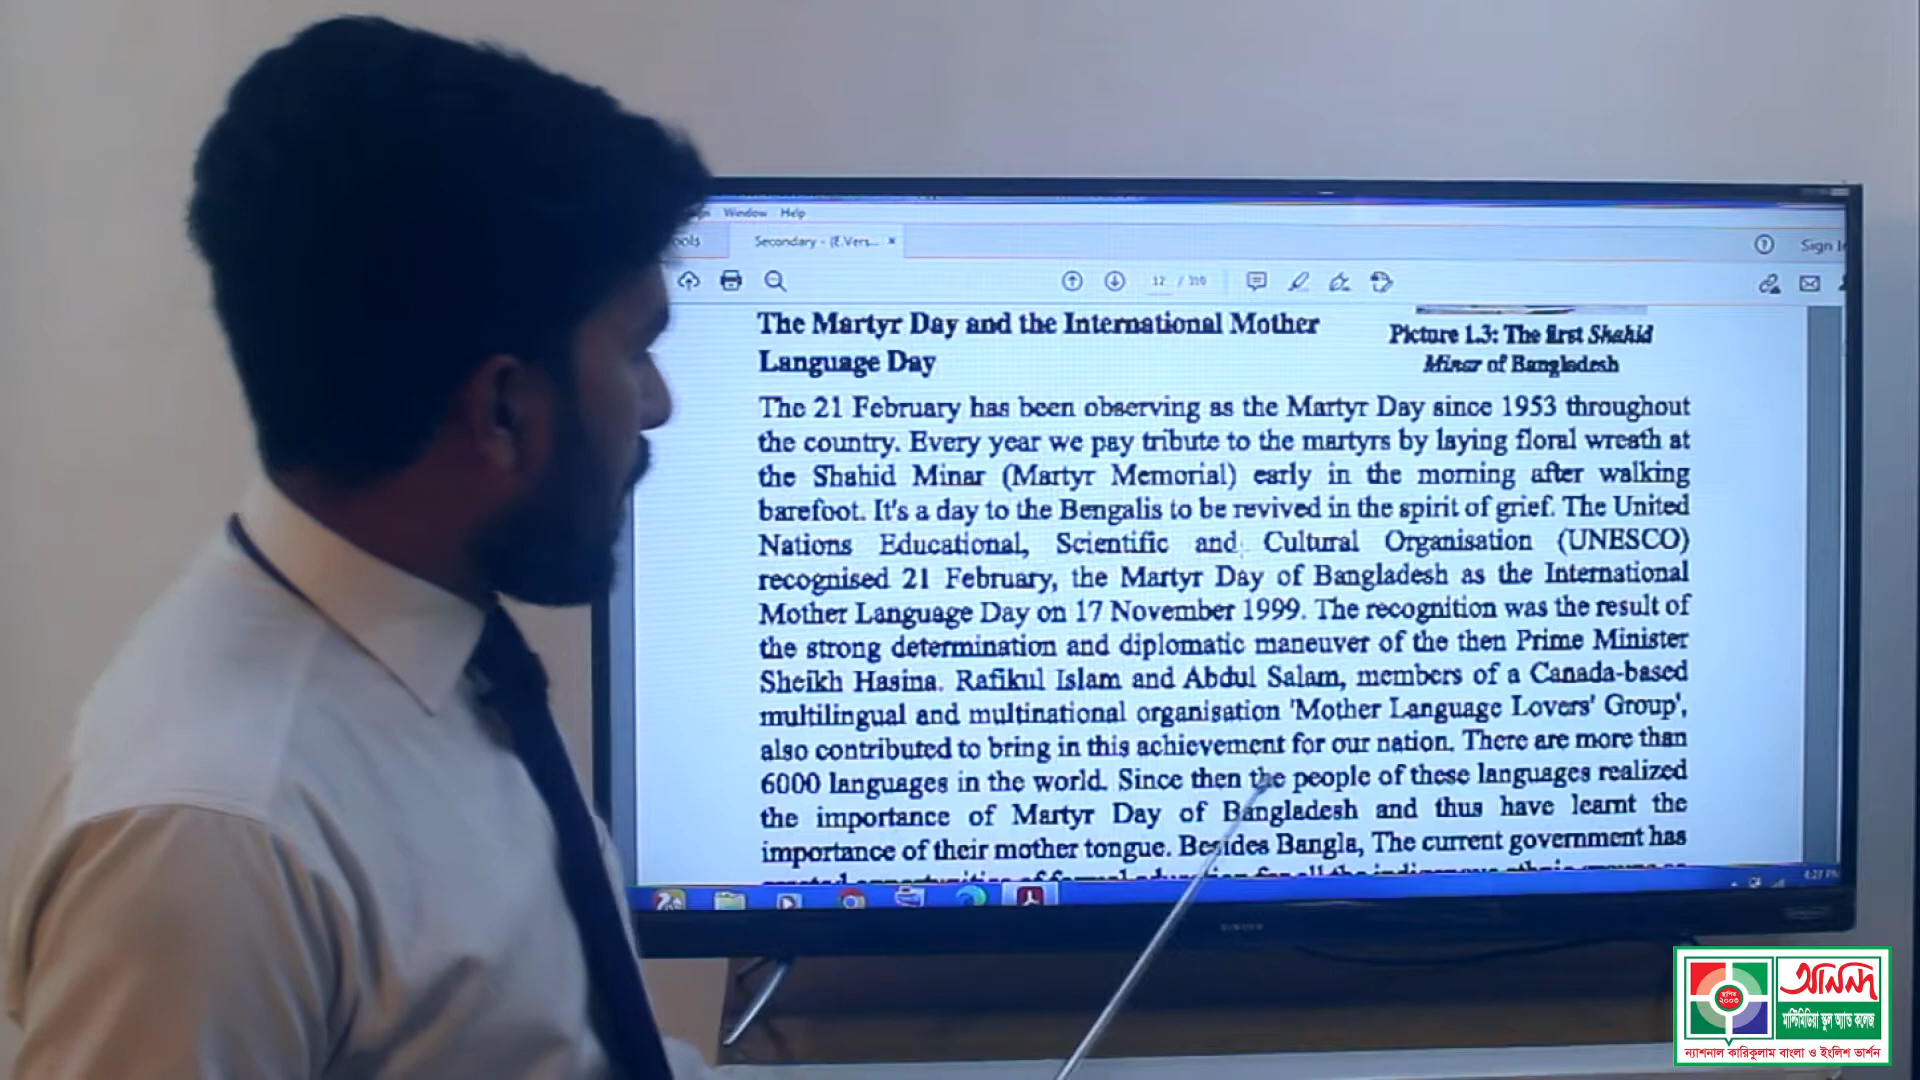 Window Help
Secondary - (E.Vers... ×
Sign In
12 / 310
The Martyr Day and the International Mother
Language Day
Picture 1.3: The first Shahid
Minar of Bangladesh
The 21 February has been observing as the Martyr Day since 1953 throughout
the country. Every year we pay tribute to the martyrs by laying floral wreath at
the Shahid Minar (Martyr Memorial) early in the morning after walking
barefoot. It's a day to the Bengalis to be revived in the spirit of grief. The United
Nations Educational, Scientific and Cultural Organisation (UNESCO)
recognised 21 February, the Martyr Day of Bangladesh as the International
Mother Language Day on 17 November 1999. The recognition was the result of
the strong determination and diplomatic maneuver of the then Prime Minister
Sheikh Hasina. Rafikul Islam and Abdul Salam, members of a Canada-based
multilingual and multinational organisation 'Mother Language Lovers' Group',
also contributed to bring in this achievement for our nation. There are more than
6000 languages in the world. Since then the people of these languages realized
the importance of Martyr Day of Bangladesh and thus have learnt the
importance of their mother tongue. Besides Bangla, The current government has
4:27 PM
SINGER
স্থাপিত
২০০৩
আনন্দ
মাল্টিমিডিয়া স্কুল অ্যান্ড কলেজ
ন্যাশনাল কারিকুলাম বাংলা ও ইংলিশ ভার্শন